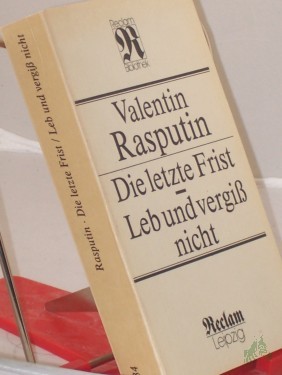 Reclam
R
Bibliothek
Valentin
Rasputin
Die letzte Frist
Leb und vergiß
nicht
Reclam
Leipzig
Rasputin · Die letzte Frist / Leb und vergiß nicht